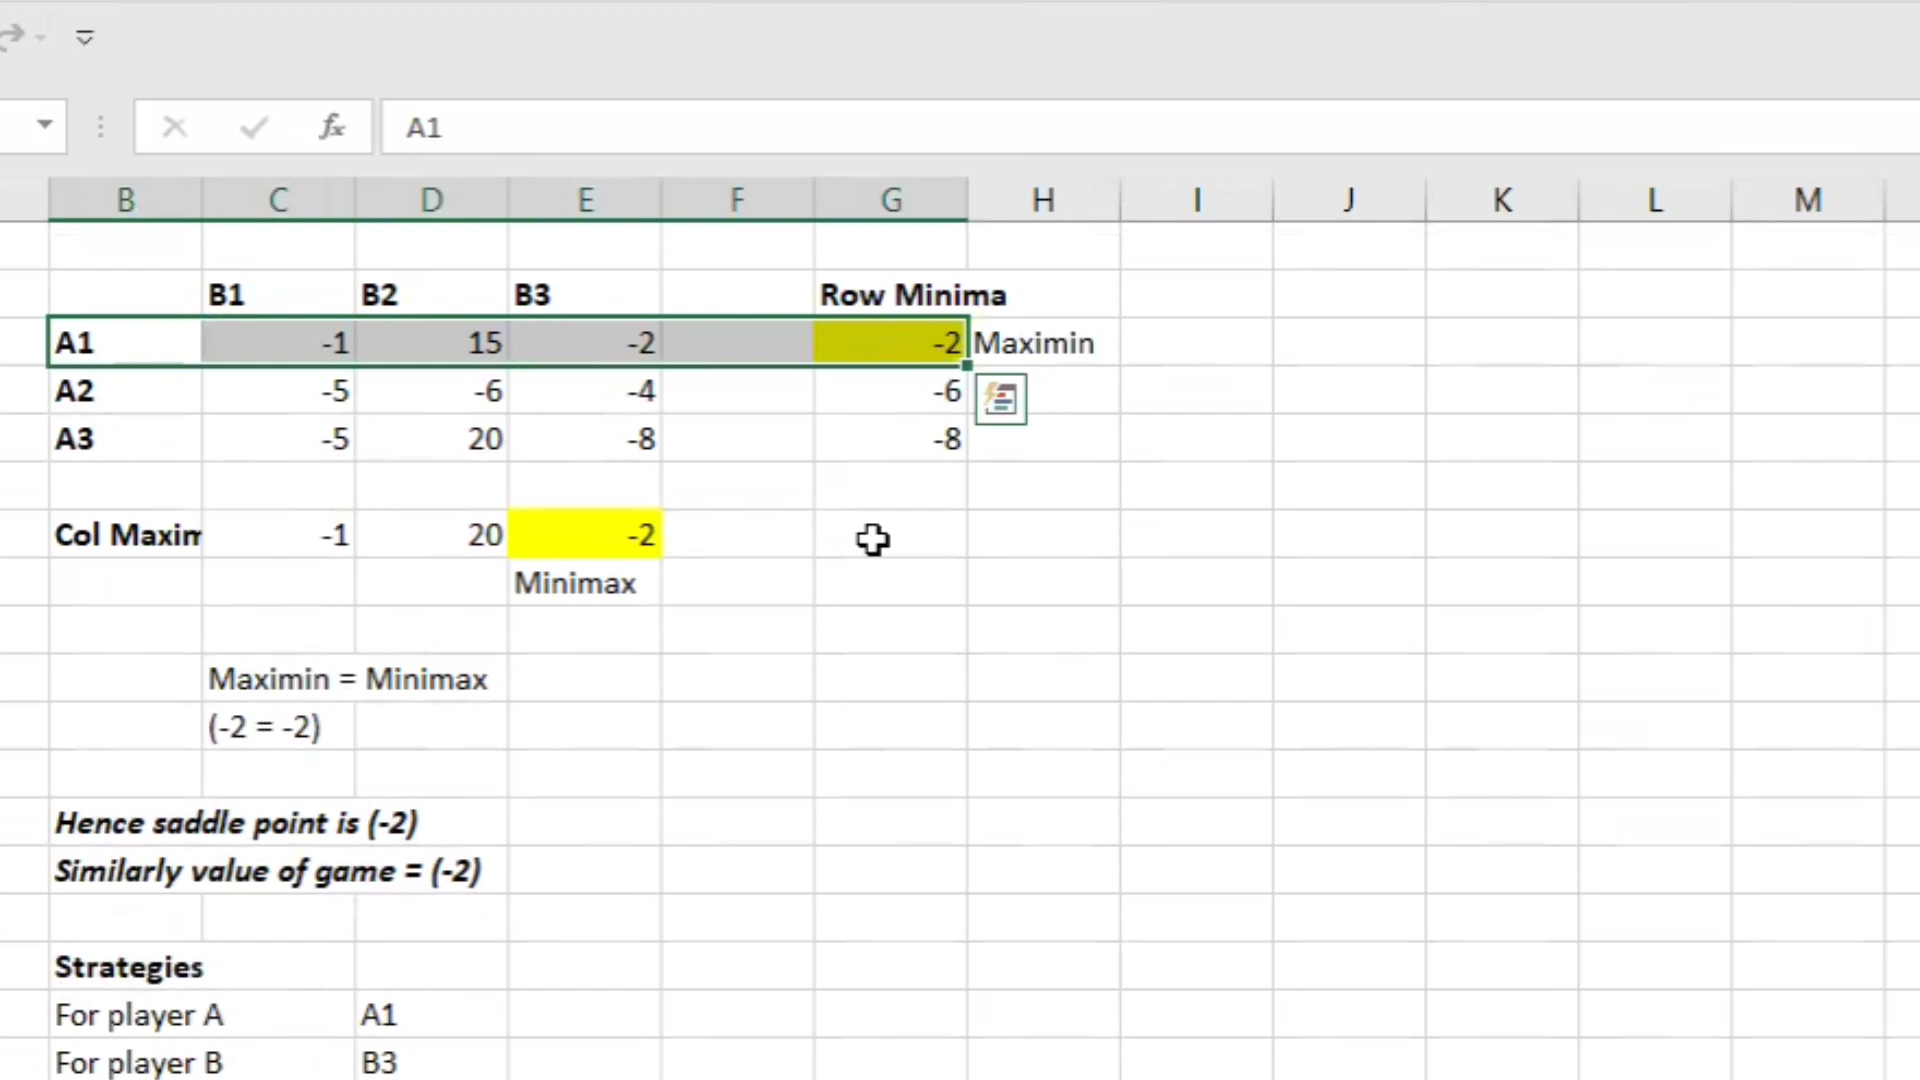 fx A1
B C D E F G H I J K L M
B1 B2 B3 Row Minima
A1 -1 15 -2 -2 Maximin
A2 -5 -6 -4 -6
A3 -5 20 -8 -8
Col Maxim -1 20 -2
Minimax
Maximin = Minimax
(-2 = -2)
Hence saddle point is (-2)
Similarly value of game = (-2)
Strategies
For player A A1
For player B B3